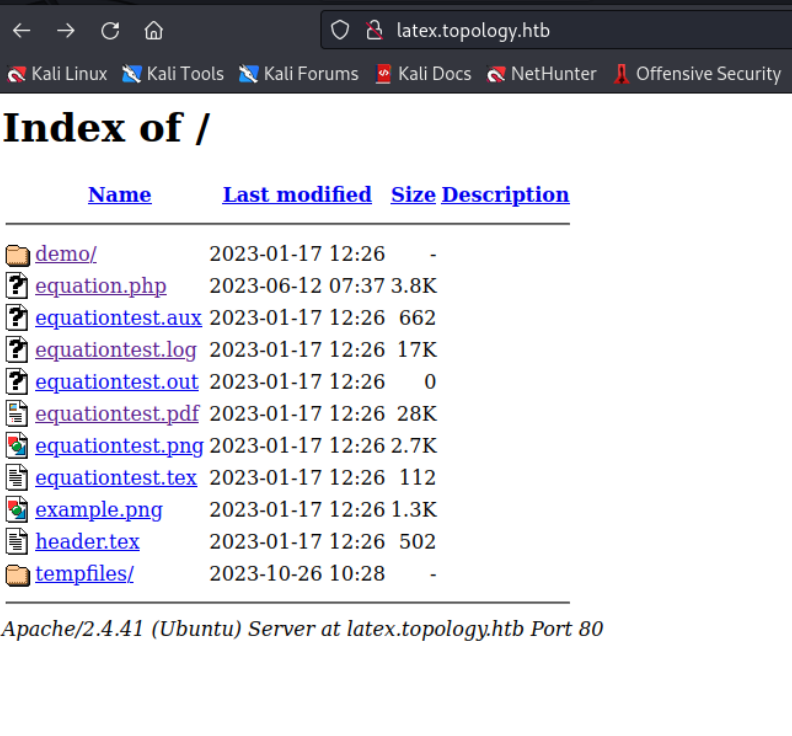 latex.topology.htb
Kali Linux Kali Tools Kali Forums Kali Docs NetHunter Offensive Security
Index of /
Name Last modified Size Description
demo/ 2023-01-17 12:26 -
equation.php 2023-06-12 07:37 3.8K
equationtest.aux 2023-01-17 12:26 662
equationtest.log 2023-01-17 12:26 17K
equationtest.out 2023-01-17 12:26 0
equationtest.pdf 2023-01-17 12:26 28K
equationtest.png 2023-01-17 12:26 2.7K
equationtest.tex 2023-01-17 12:26 112
example.png 2023-01-17 12:26 1.3K
header.tex 2023-01-17 12:26 502
tempfiles/ 2023-10-26 10:28 -
Apache/2.4.41 (Ubuntu) Server at latex.topology.htb Port 80